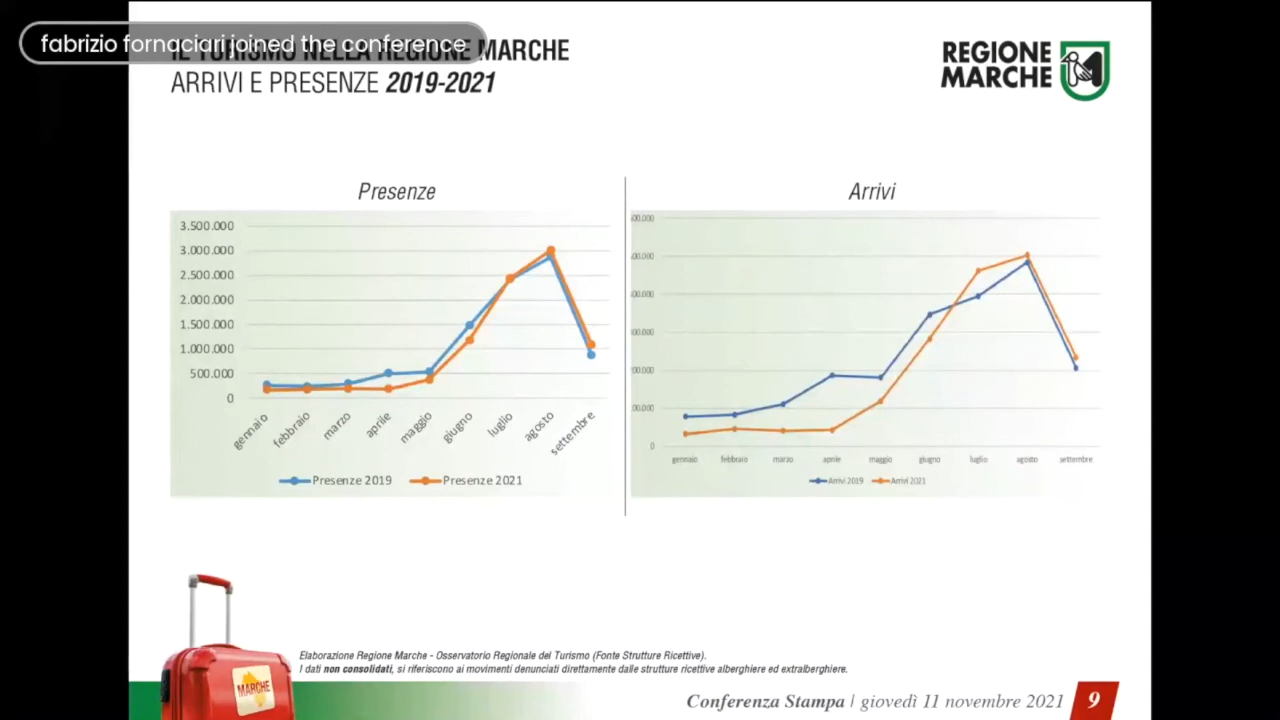 fabrizio fornaciari joined the conference
IL TURISMO NELLA REGIONE MARCHE
ARRIVI E PRESENZE 2019-2021
REGIONE
MARCHE
Presenze
3.500.000
3.000.000
2.500.000
2.000.000
1.500.000
1.000.000
500.000
0
gennaio
febbraio
marzo
aprile
maggio
giugno
luglio
agosto
settembre
Presenze 2019
Presenze 2021
Arrivi
0
gennaio
febbraio
marzo
aprile
maggio
giugno
luglio
agosto
settembre
Arrivi 2019
Arrivi 2021
MARCHE
Elaborazione Regione Marche - Osservatorio Regionale del Turismo (Fonte Strutture Ricettive).
I dati non consolidati, si riferiscono ai movimenti denunciati direttamente dalle strutture ricettive alberghiere ed extralberghiere.
Conferenza Stampa | giovedì 11 novembre 2021
9